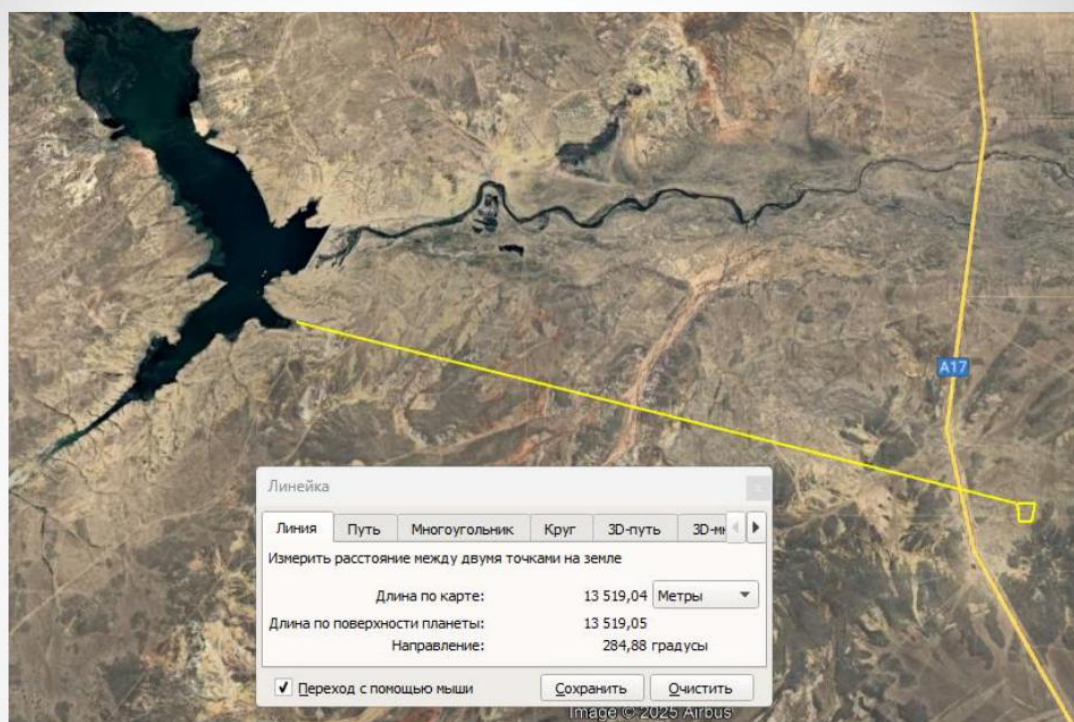 A17
Линейка
Линия Путь Многоугольник Круг 3D-путь 3D-мн
Измерить расстояние между двумя точками на земле
Длина по карте: 13 519,04 Метры
Длина по поверхности планеты: 13 519,05
Направление: 284,88 градусы
Переход с помощью мыши Сохранить Очистить
Image © 2025 Airbus